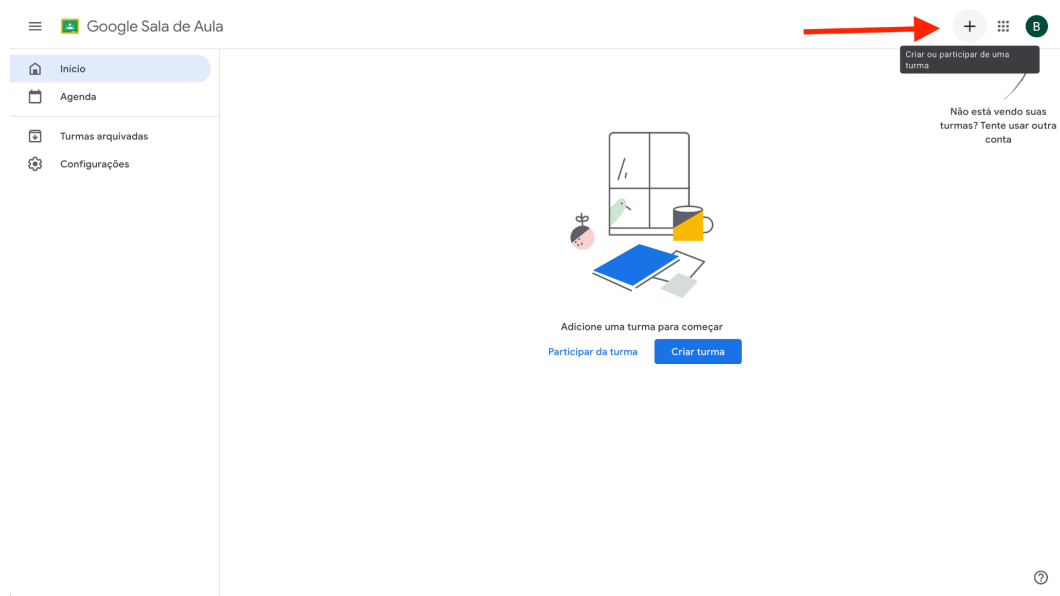 Google Sala de Aula
B
Início
Criar ou participar de uma
turma
Agenda
Não está vendo suas
turmas? Tente usar outra
conta
Turmas arquivadas
Configurações
Adicione uma turma para começar
Participar da turma
Criar turma